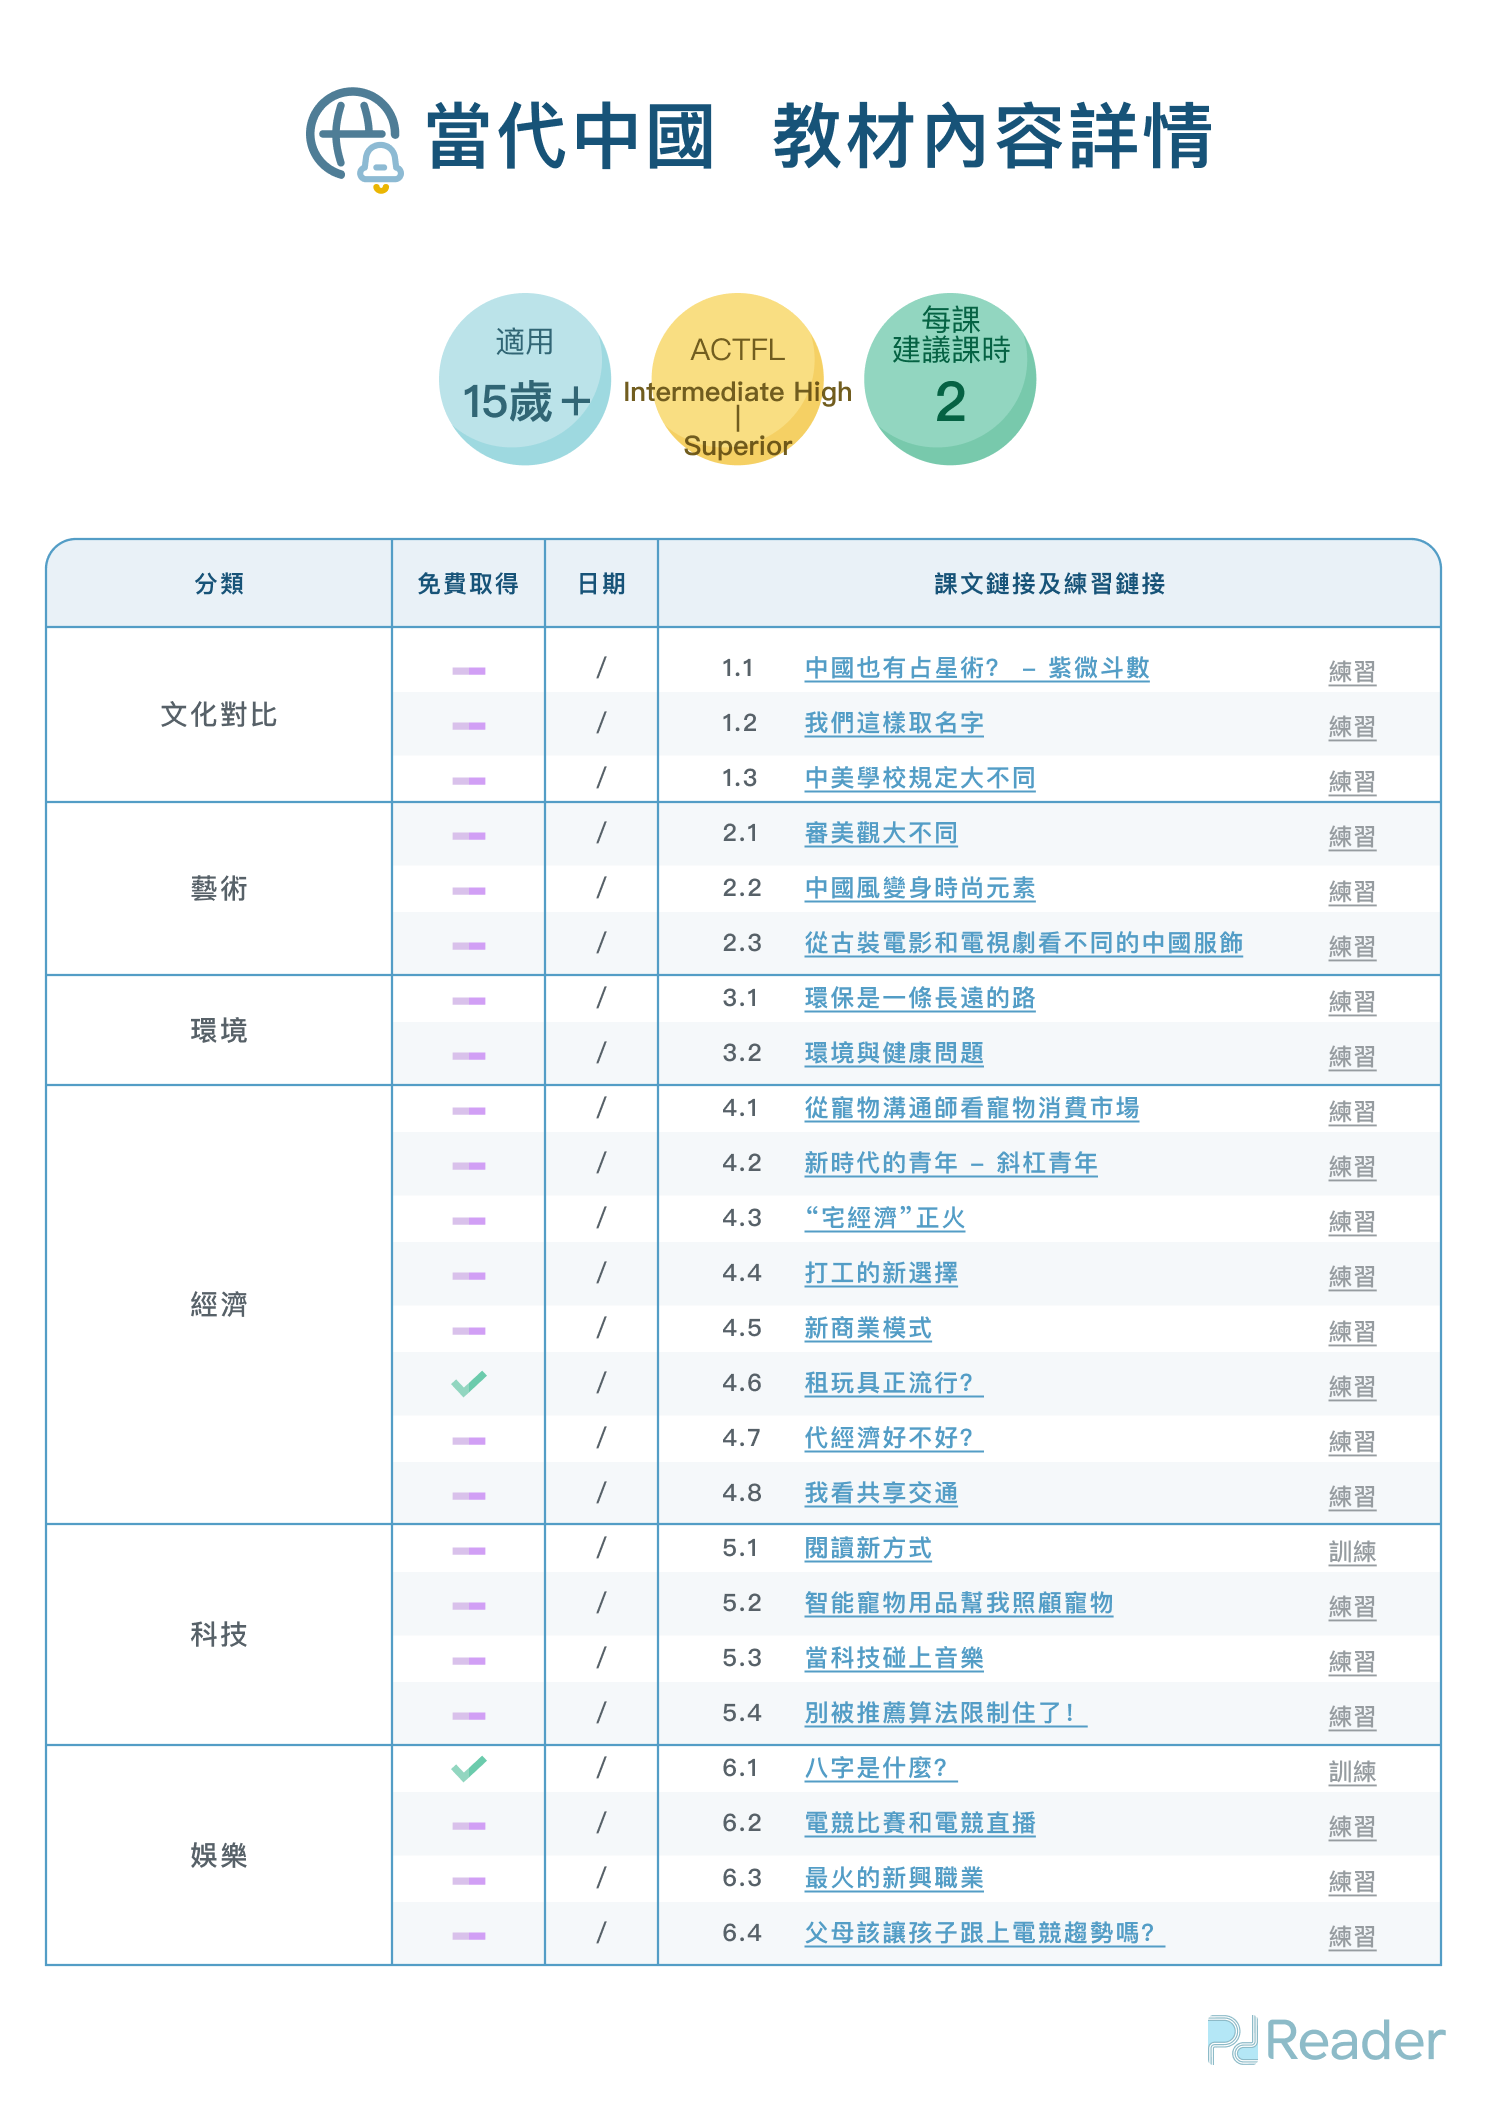 當代中國 教材內容詳情
適用
15歲+
ACTFL
Intermediate High
|
Superior
每課
建議課時
2
分類 免費取得 日期 課文鏈接及練習鏈接
文化對比
/ 1.1 中國也有占星術？ – 紫微斗數 練習
/ 1.2 我們這樣取名字 練習
/ 1.3 中美學校規定大不同 練習
藝術
/ 2.1 審美觀大不同 練習
/ 2.2 中國風變身時尚元素 練習
/ 2.3 從古裝電影和電視劇看不同的中國服飾 練習
環境
/ 3.1 環保是一條長遠的路 練習
/ 3.2 環境與健康問題 練習
經濟
/ 4.1 從寵物溝通師看寵物消費市場 練習
/ 4.2 新時代的青年 – 斜杠青年 練習
/ 4.3 “宅經濟”正火 練習
/ 4.4 打工的新選擇 練習
/ 4.5 新商業模式 練習
/ 4.6 租玩具正流行？ 練習
/ 4.7 代經濟好不好？ 練習
/ 4.8 我看共享交通 練習
科技
/ 5.1 閱讀新方式 訓練
/ 5.2 智能寵物用品幫我照顧寵物 練習
/ 5.3 當科技碰上音樂 練習
/ 5.4 別被推薦算法限制住了！ 練習
娛樂
/ 6.1 八字是什麼？ 訓練
/ 6.2 電競比賽和電競直播 練習
/ 6.3 最火的新興職業 練習
/ 6.4 父母該讓孩子跟上電競趨勢嗎？ 練習
Pd Reader